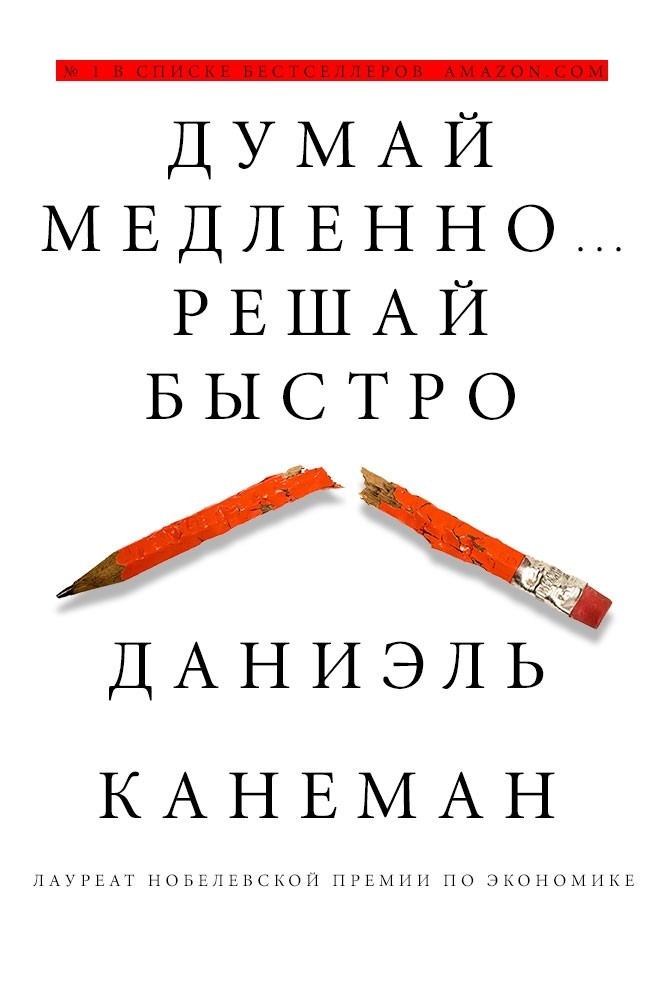 № 1 В СПИСКЕ БЕСТСЕЛЛЕРОВ AMAZON.COM
ДУМАЙ
МЕДЛЕННО...
РЕШАЙ
БЫСТРО
ДАНИЭЛЬ
КАНЕМАН
ЛАУРЕАТ НОБЕЛЕВСКОЙ ПРЕМИИ ПО ЭКОНОМИКЕ